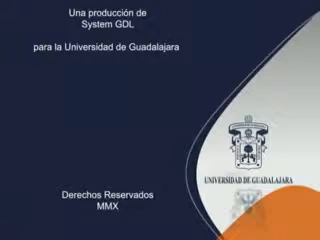 Una producción de
System GDL
para la Universidad de Guadalajara
UNIVERSIDAD DE GUADALAJARA
Derechos Reservados
MMX